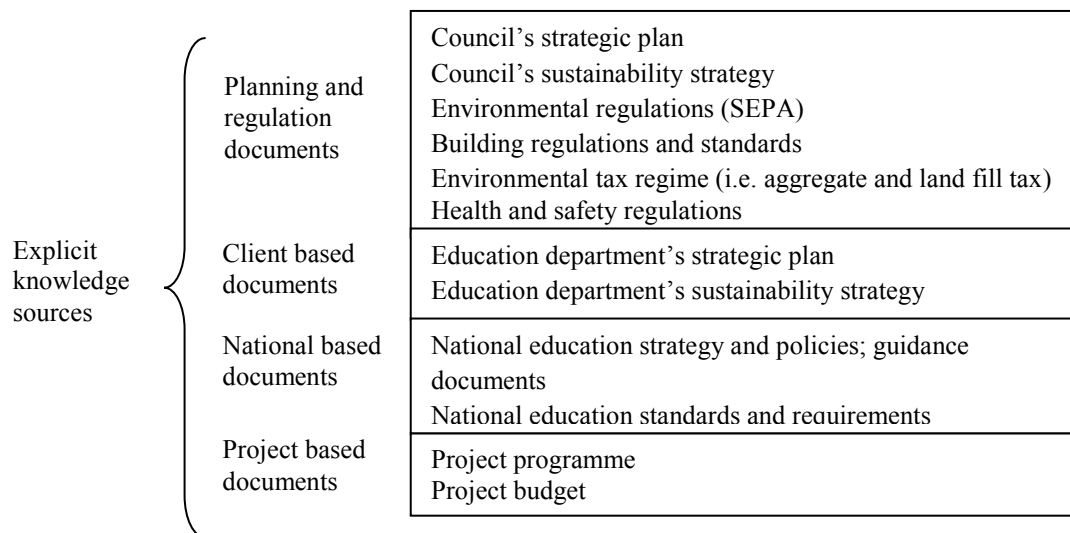 Explicit
knowledge
sources
Planning and
regulation
documents
Council’s strategic plan
Council’s sustainability strategy
Environmental regulations (SEPA)
Building regulations and standards
Environmental tax regime (i.e. aggregate and land fill tax)
Health and safety regulations
Client based
documents
Education department’s strategic plan
Education department’s sustainability strategy
National based
documents
National education strategy and policies; guidance
documents
National education standards and requirements
Project based
documents
Project programme
Project budget